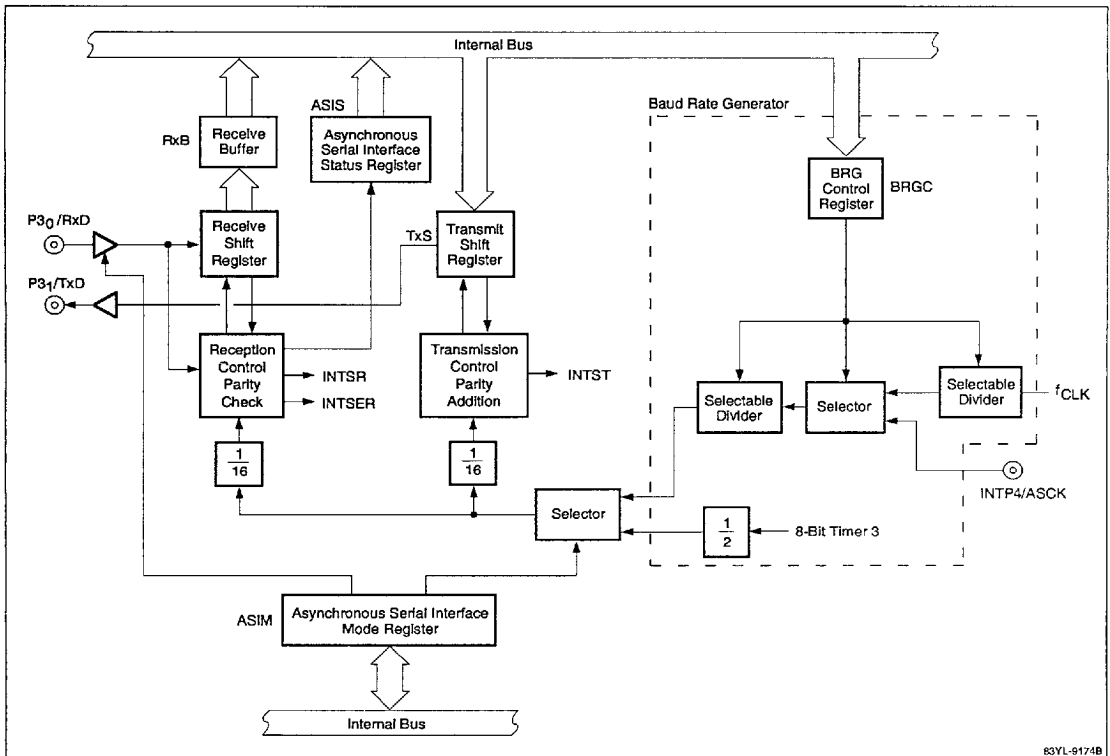 Internal Bus
Baud Rate Generator
ASIS
RxB
Receive
Buffer
Asynchronous
Serial Interface
Status Register
BRG
Control
Register
BRGC
P3₀/RxD
Receive
Shift
Register
TxS
Transmit
Shift
Register
P3₁/TxD
Reception
Control
Parity
Check
INTSR
INTSER
Transmission
Control
Parity
Addition
INTST
Selectable
Divider
Selector
Selectable
Divider
fCLK
1/16
1/16
INTP4/ASCK
Selector
1/2
8-Bit Timer 3
ASIM
Asynchronous Serial Interface
Mode Register
Internal Bus
83YL-9174B